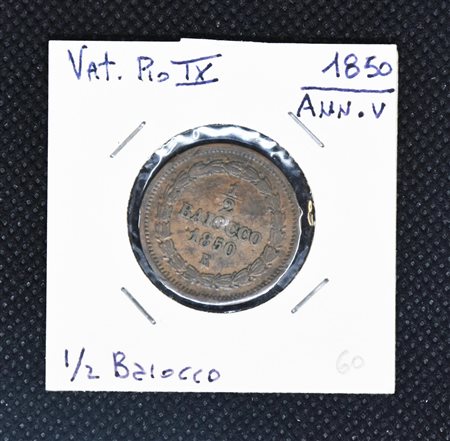 Vat. Pio IX
1850
Ann. V
1
2
BAIOCCO
1850
R
1/2 Baiocco
60